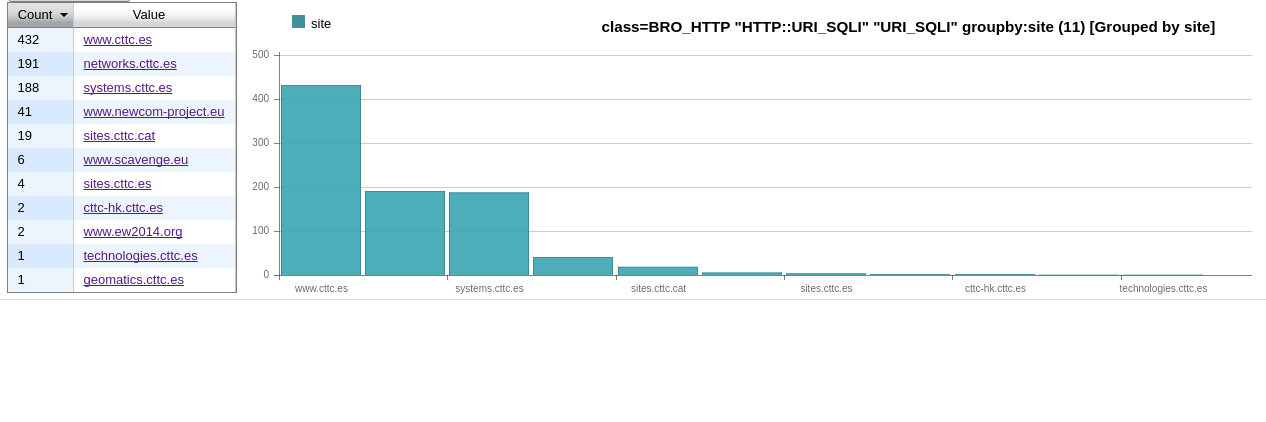 Count Value
432 www.cttc.es
191 networks.cttc.es
188 systems.cttc.es
41 www.newcom-project.eu
19 sites.cttc.cat
6 www.scavenge.eu
4 sites.cttc.es
2 cttc-hk.cttc.es
2 www.ew2014.org
1 technologies.cttc.es
1 geomatics.cttc.es
site
class=BRO_HTTP "HTTP::URI_SQLI" "URI_SQLI" groupby:site (11) [Grouped by site]
500
400
300
200
100
0
www.cttc.es systems.cttc.es sites.cttc.cat sites.cttc.es cttc-hk.cttc.es technologies.cttc.es